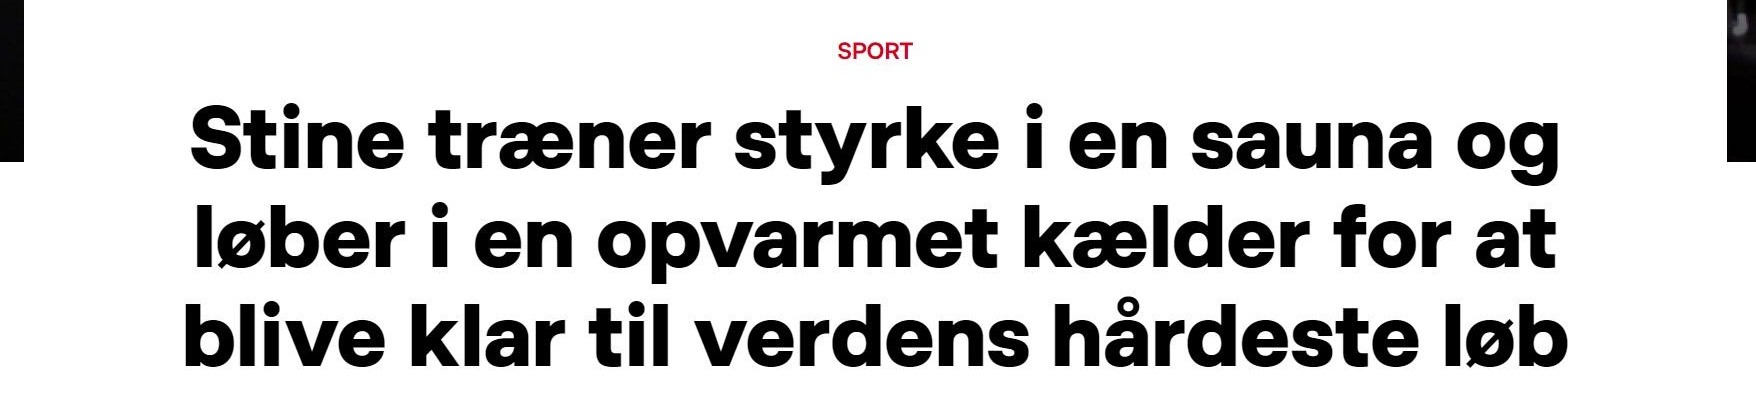 SPORT
Stine træner styrke i en sauna og
løber i en opvarmet kælder for at
blive klar til verdens hårdeste løb